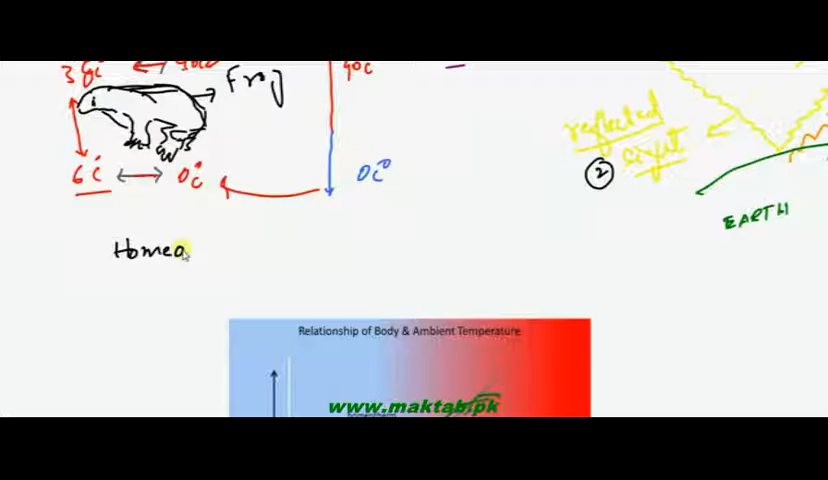 Frog
40c
reflected
light
6c
0c
0c°
2
EARTH
Homeo
Relationship of Body & Ambient Temperature
www.maktab.pk